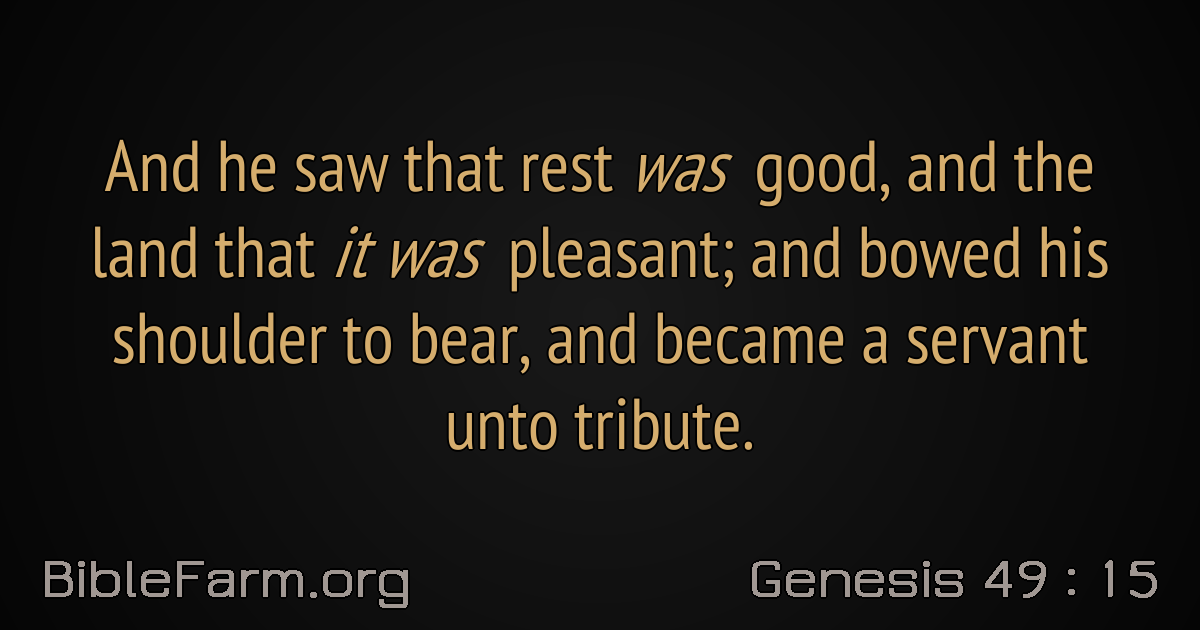 And he saw that rest was good, and the
land that it was pleasant; and bowed his
shoulder to bear, and became a servant
unto tribute.
BibleFarm.org
Genesis 49 : 15